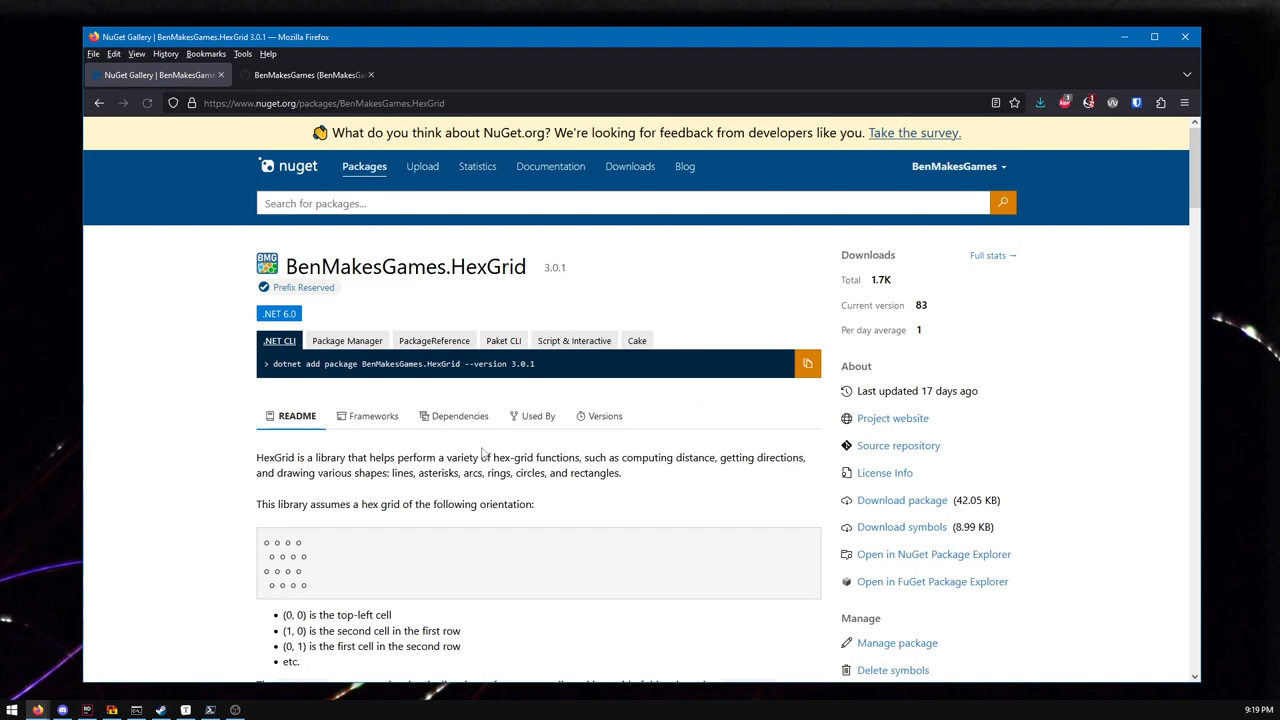 NuGet Gallery | BenMakesGames.HexGrid 3.0.1 — Mozilla Firefox
File Edit View History Bookmarks Tools Help
NuGet Gallery | BenMakesGame
BenMakesGames (BenMakesG
https://www.nuget.org/packages/BenMakesGames.HexGrid
What do you think about NuGet.org? We're looking for feedback from developers like you. Take the survey.
nuget Packages Upload Statistics Documentation Downloads Blog BenMakesGames
Search for packages...
BMG
BenMakesGames.HexGrid 3.0.1
Prefix Reserved
.NET 6.0
.NET CLI Package Manager PackageReference Paket CLI Script & Interactive Cake
> dotnet add package BenMakesGames.HexGrid --version 3.0.1
README Frameworks Dependencies Used By Versions
HexGrid is a library that helps perform a variety of hex-grid functions, such as computing distance, getting directions,
and drawing various shapes: lines, asterisks, arcs, rings, circles, and rectangles.
This library assumes a hex grid of the following orientation:
o o o o
o o o o
o o o o
o o o o
• (0, 0) is the top-left cell
• (1, 0) is the second cell in the first row
• (0, 1) is the first cell in the second row
• etc.
Downloads Full stats →
Total 1.7K
Current version 83
Per day average 1
About
Last updated 17 days ago
Project website
Source repository
License Info
Download package (42.05 KB)
Download symbols (8.99 KB)
Open in NuGet Package Explorer
Open in FuGet Package Explorer
Manage
Manage package
Delete symbols
9:19 PM